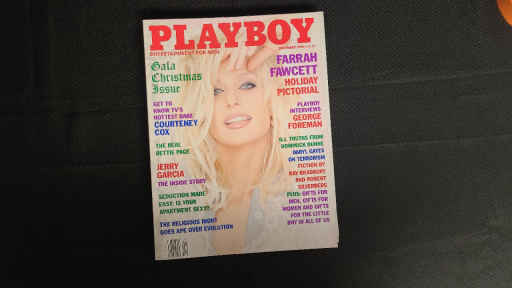 PLAYBOY
ENTERTAINMENT FOR MEN
Gala
Christmas
Issue
GET TO
KNOW TV'S
HOTTEST BABE
COURTENEY
COX
THE REAL
BETTIE PAGE
JERRY
GARCIA
THE INSIDE STORY
SEDUCTION MADE
EASY: IS YOUR
APARTMENT SEXY?
THE RELIGIOUS RIGHT
GOES APE OVER EVOLUTION
FARRAH
FAWCETT
HOLIDAY
PICTORIAL
PLAYBOY
INTERVIEWS
GEORGE
FOREMAN
O.J. TRUTHS FROM
DOMINICK DUNNE
DARYL GATES
ON TERRORISM
FICTION BY
RAY BRADBURY
AND ROBERT
SILVERBERG
PLUS: GIFTS FOR
MEN, GIFTS FOR
WOMEN AND GIFTS
FOR THE LITTLE
BOY IN ALL OF US